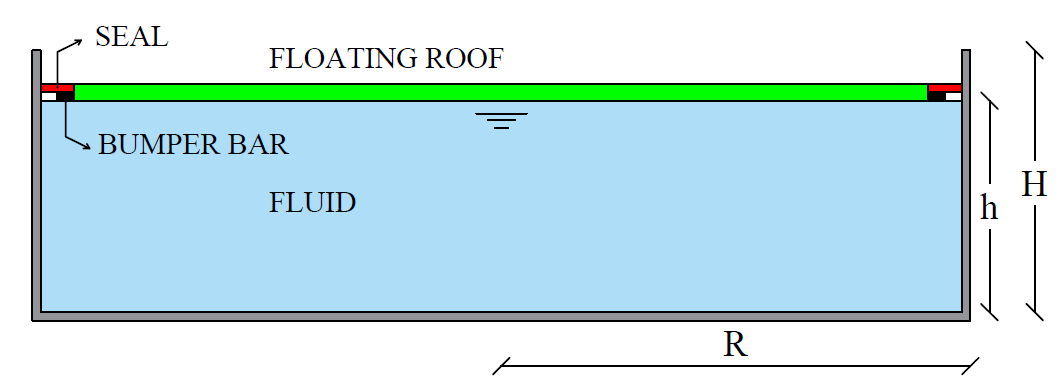 SEAL
FLOATING ROOF
BUMPER BAR
FLUID
h
H
R